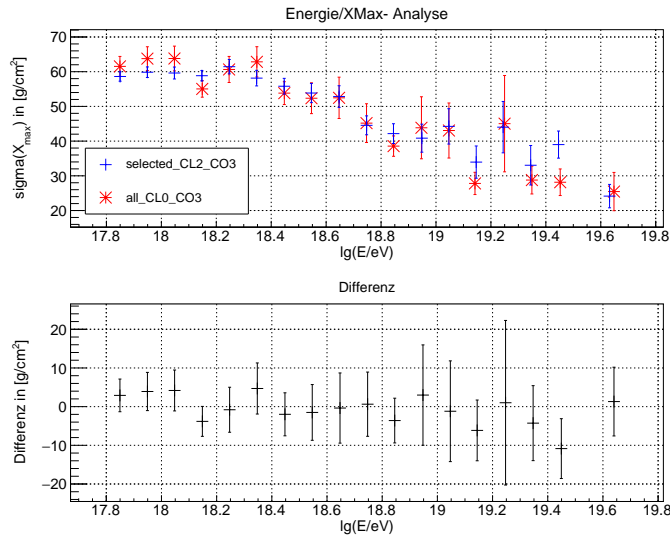 Energie/XMax- Analyse
sigma(X_max) in [g/cm²]
70
60
50
40
30
20
selected_CL2_CO3
all_CL0_CO3
17.8 18 18.2 18.4 18.6 18.8 19 19.2 19.4 19.6 19.8
lg(E/eV)
Differenz
Differenz in [g/cm²]
20
10
0
−10
−20
17.8 18 18.2 18.4 18.6 18.8 19 19.2 19.4 19.6 19.8
lg(E/eV)